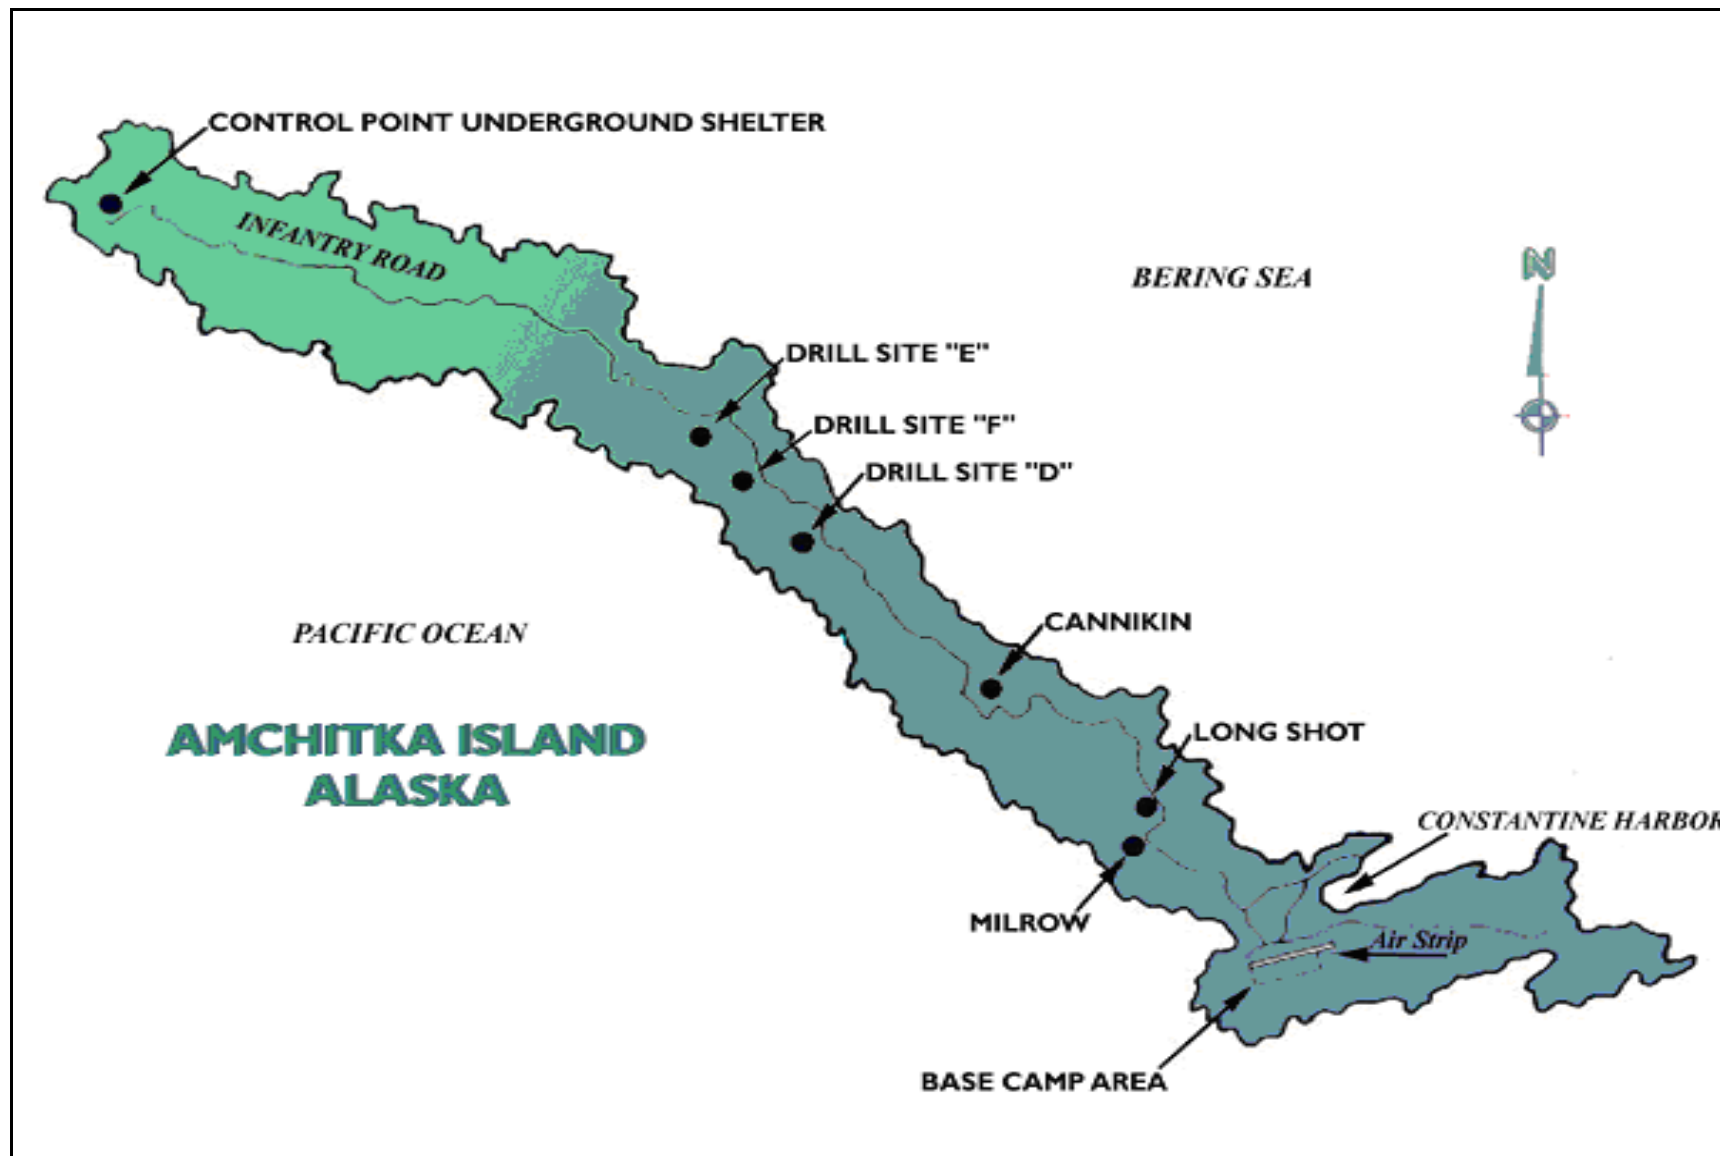 CONTROL POINT UNDERGROUND SHELTER
INFANTRY ROAD
BERING SEA
N
DRILL SITE "E"
DRILL SITE "F"
DRILL SITE "D"
CANNIKIN
PACIFIC OCEAN
AMCHITKA ISLAND
ALASKA
LONG SHOT
CONSTANTINE HARBOR
MILROW
Air Strip
BASE CAMP AREA